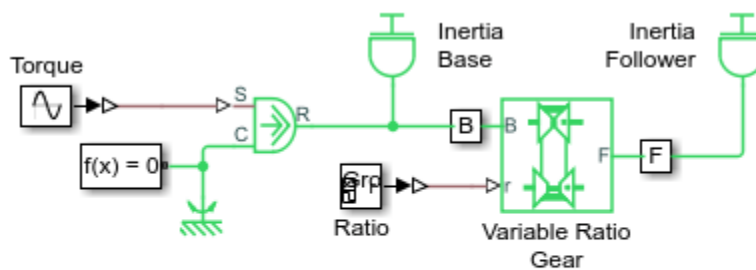 Inertia
Base
Inertia
Follower
Torque
S
C
R
f(x) = 0
B
B
F
F
r
Ratio
Variable Ratio
Gear